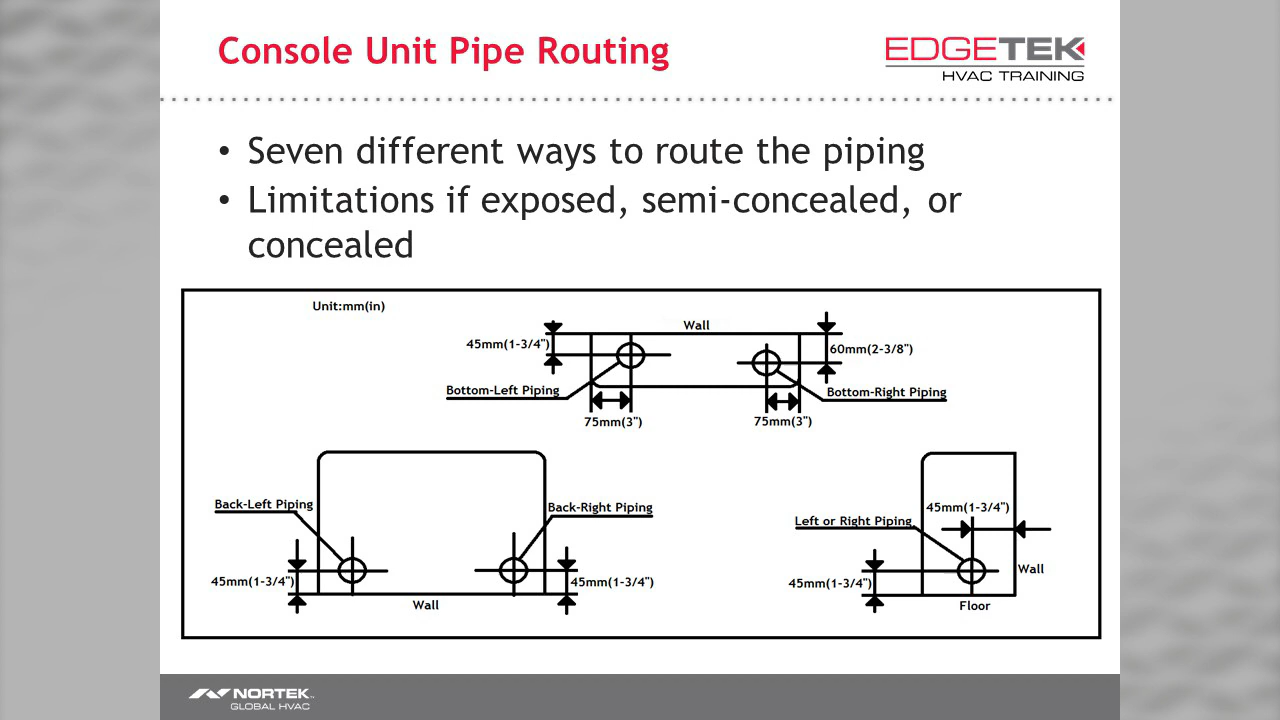 Console Unit Pipe Routing
EDGETEK
HVAC TRAINING
• Seven different ways to route the piping
• Limitations if exposed, semi-concealed, or
concealed
Unit:mm(in)
Wall
45mm(1-3/4")
60mm(2-3/8")
Bottom-Left Piping
Bottom-Right Piping
75mm(3")
75mm(3")
Back-Left Piping
Back-Right Piping
45mm(1-3/4")
45mm(1-3/4")
Wall
45mm(1-3/4")
Left or Right Piping
45mm(1-3/4")
Wall
Floor
NORTEK
GLOBAL HVAC